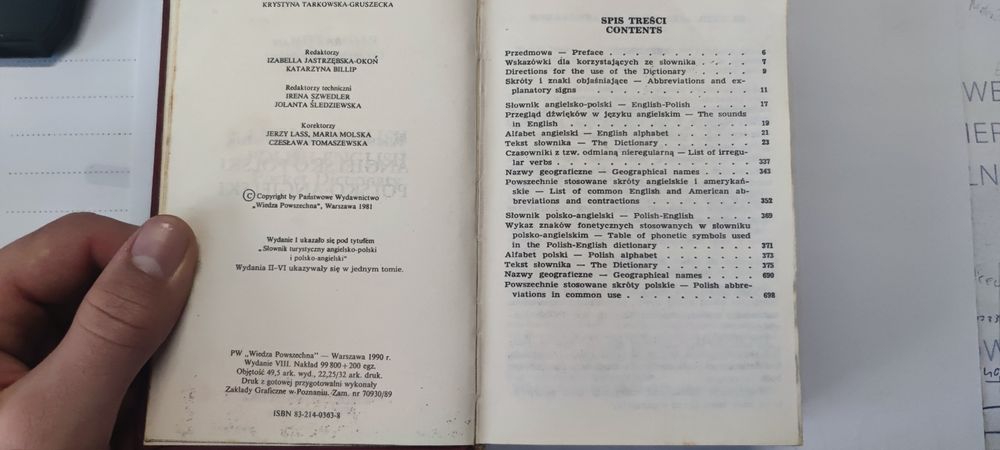 KRYSTYNA TARKOWSKA-GRUSZECKA
Redaktorzy
IZABELLA JASTRZĘBSKA-OKOŃ
KATARZYNA BILLIP
Redaktorzy techniczni
IRENA SZWEDLER
JOLANTA ŚLEDZIEWSKA
Korektorzy
JERZY LASS, MARIA MOLSKA
CZESŁAWA TOMASZEWSKA
© Copyright by Państwowe Wydawnictwo
„Wiedza Powszechna", Warszawa 1981
Wydanie I ukazało się pod tytułem
„Słownik turystyczny angielsko-polski
i polsko-angielski"
Wydania II–VI ukazywały się w jednym tomie.
PW „Wiedza Powszechna" — Warszawa 1990 r.
Wydanie VIII. Nakład 99 800 + 200 egz.
Objętość 49,5 ark. wyd., 22,25/32 ark. druk.
Druk z gotowej przygotowalni wykonały
Zakłady Graficzne w Poznaniu. Zam. nr 70930/89
ISBN 83-214-0363-8
SPIS TREŚCI
CONTENTS
Przedmowa — Preface . . . . . . . . . . . . 6
Wskazówki dla korzystających ze słownika . . . . 7
Directions for the use of the Dictionary . . . . . 9
Skróty i znaki objaśniające — Abbreviations and ex-
planatory signs . . . . . . . . . . . . . 11
Słownik angielsko-polski — English-Polish . . . . 17
Przegląd dźwięków w języku angielskim — The sounds
in English . . . . . . . . . . . . . . 19
Alfabet angielski — English alphabet . . . . . . 21
Tekst słownika — The Dictionary . . . . . . . 23
Czasowniki z tzw. odmianą nieregularną — List of irregu-
lar verbs . . . . . . . . . . . . . . 337
Nazwy geograficzne — Geographical names . . . . 343
Powszechnie stosowane skróty angielskie i amerykań-
skie — List of common English and American ab-
breviations and contractions . . . . . . . . 352
Słownik polsko-angielski — Polish-English . . . . 369
Wykaz znaków fonetycznych stosowanych w słowniku
polsko-angielskim — Table of phonetic symbols used
in the Polish-English dictionary . . . . . . . 371
Alfabet polski — Polish alphabet . . . . . . . 373
Tekst słownika — The Dictionary . . . . . . . 375
Nazwy geograficzne — Geographical names . . . . 690
Powszechnie stosowane skróty polskie — Polish abbre-
viations in common use . . . . . . . . . . 698